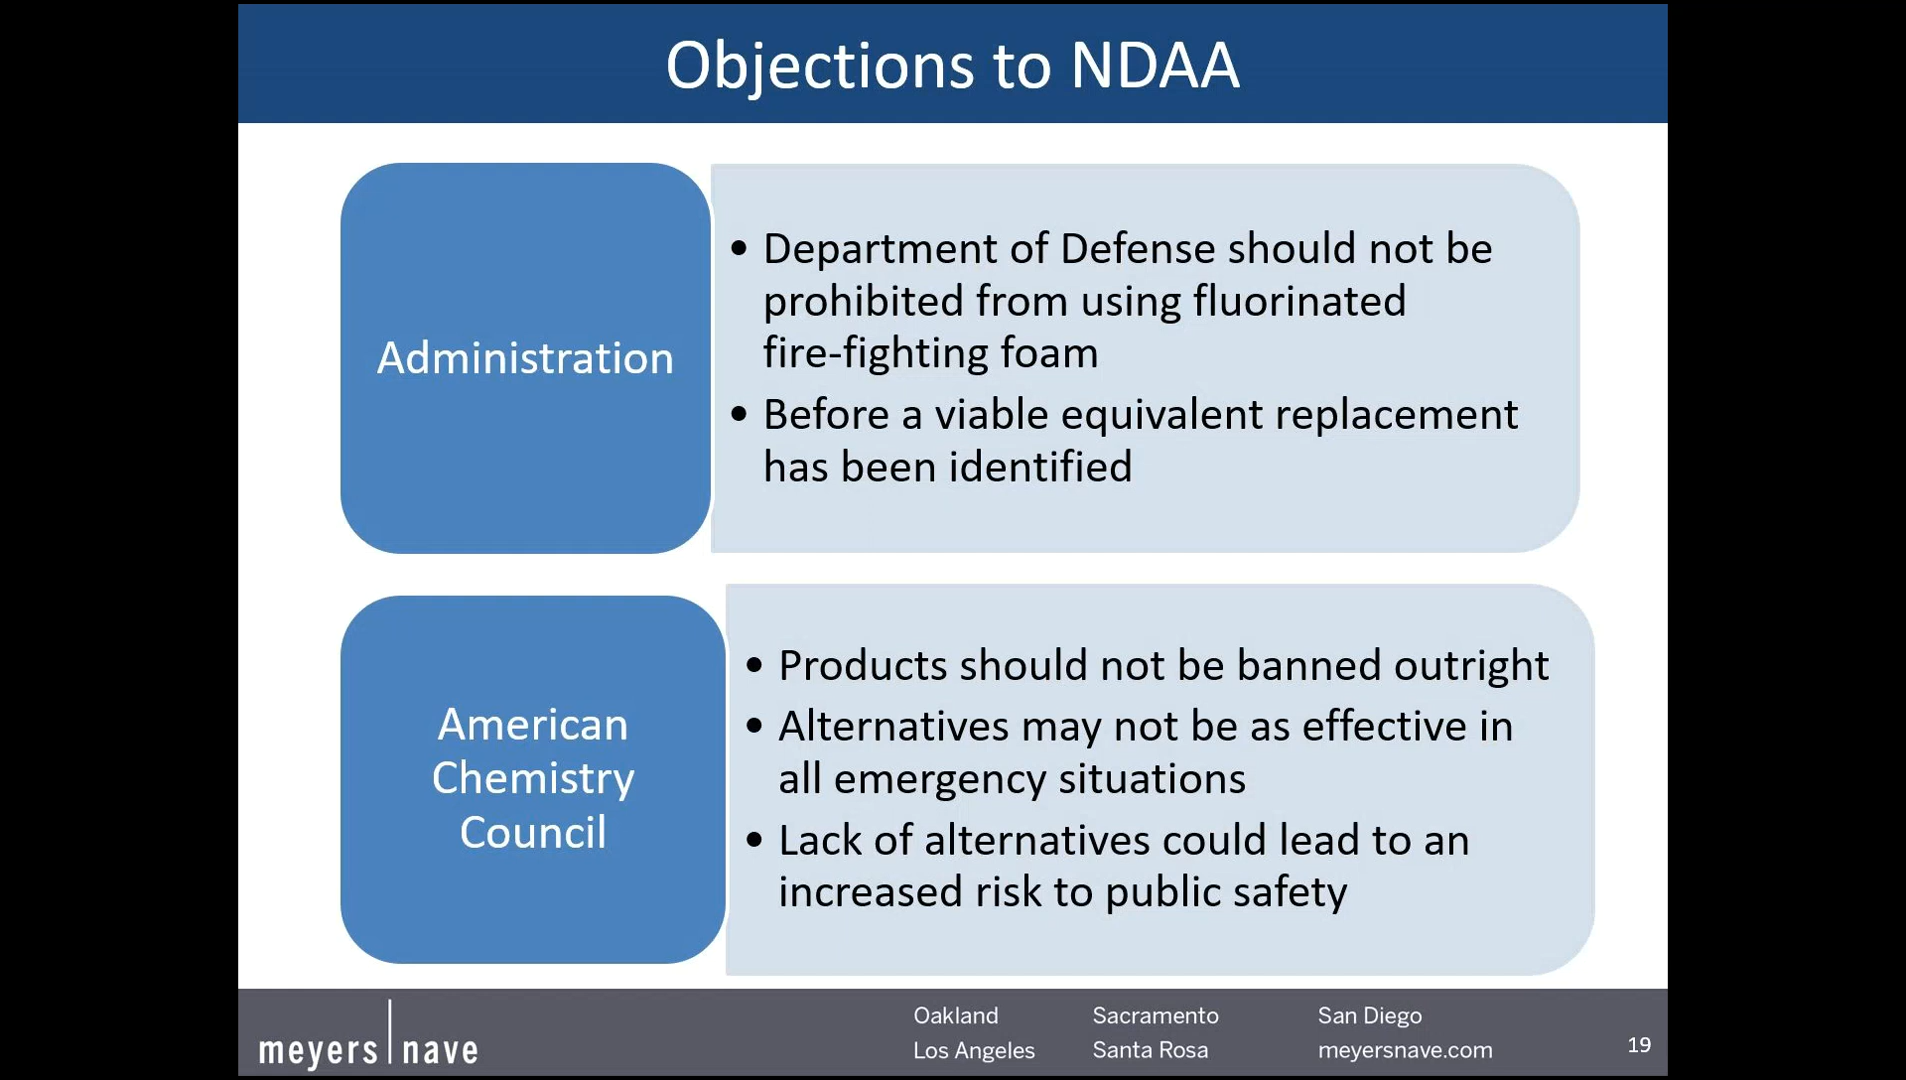 Objections to NDAA
Administration
• Department of Defense should not be
prohibited from using fluorinated
fire-fighting foam
• Before a viable equivalent replacement
has been identified
American
Chemistry
Council
• Products should not be banned outright
• Alternatives may not be as effective in
all emergency situations
• Lack of alternatives could lead to an
increased risk to public safety
meyers nave
Oakland
Los Angeles
Sacramento
Santa Rosa
San Diego
meyersnave.com
19